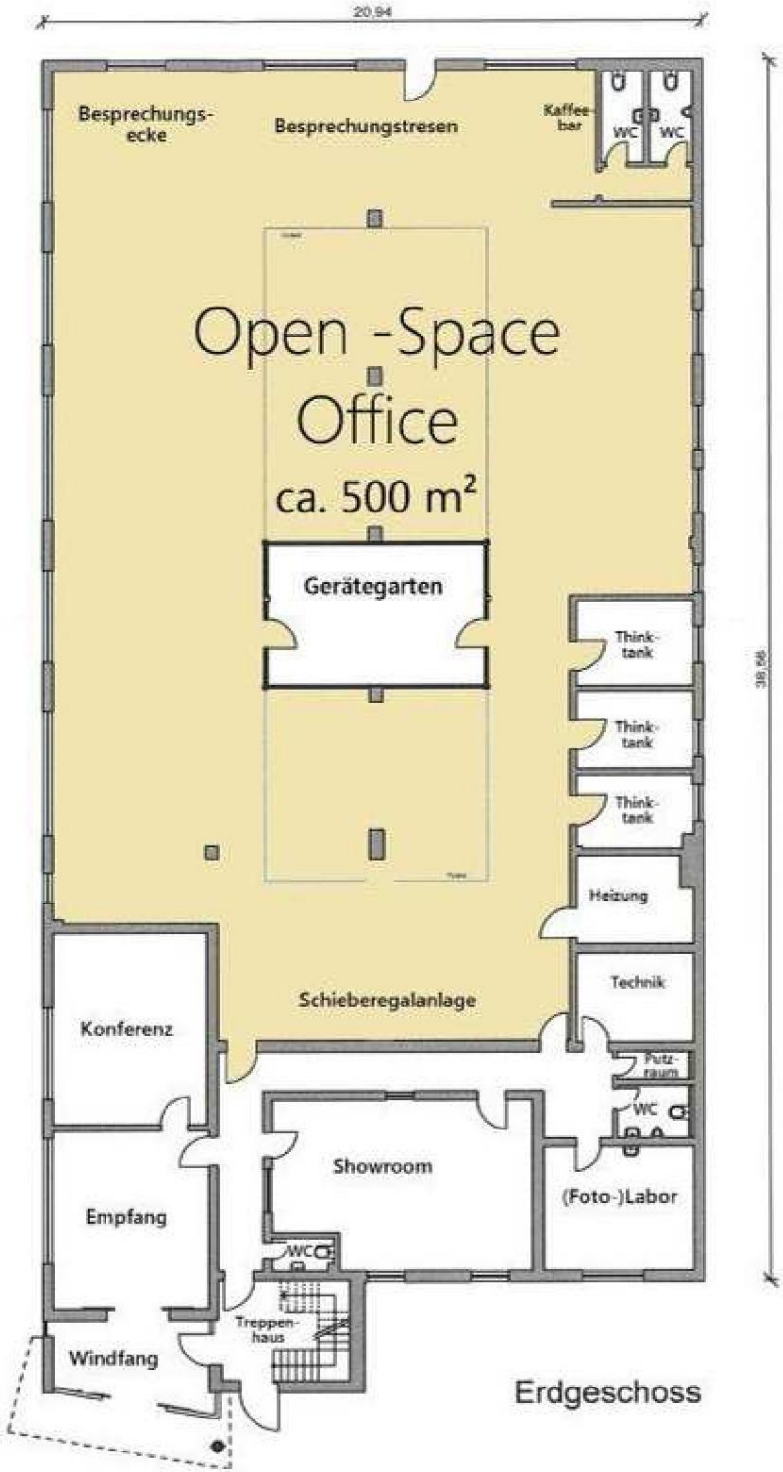 20,94
Besprechungs-
ecke
Besprechungstresen
Kaffee-
bar
WC
WC
Open -Space
Office
ca. 500 m²
Gerätegarten
Think-
tank
Think-
tank
Think-
tank
38,66
Heizung
Technik
Schieberegalanlage
Konferenz
Putz-
raum
WC
Showroom
(Foto-)Labor
Empfang
WC
Treppen-
haus
Windfang
Erdgeschoss